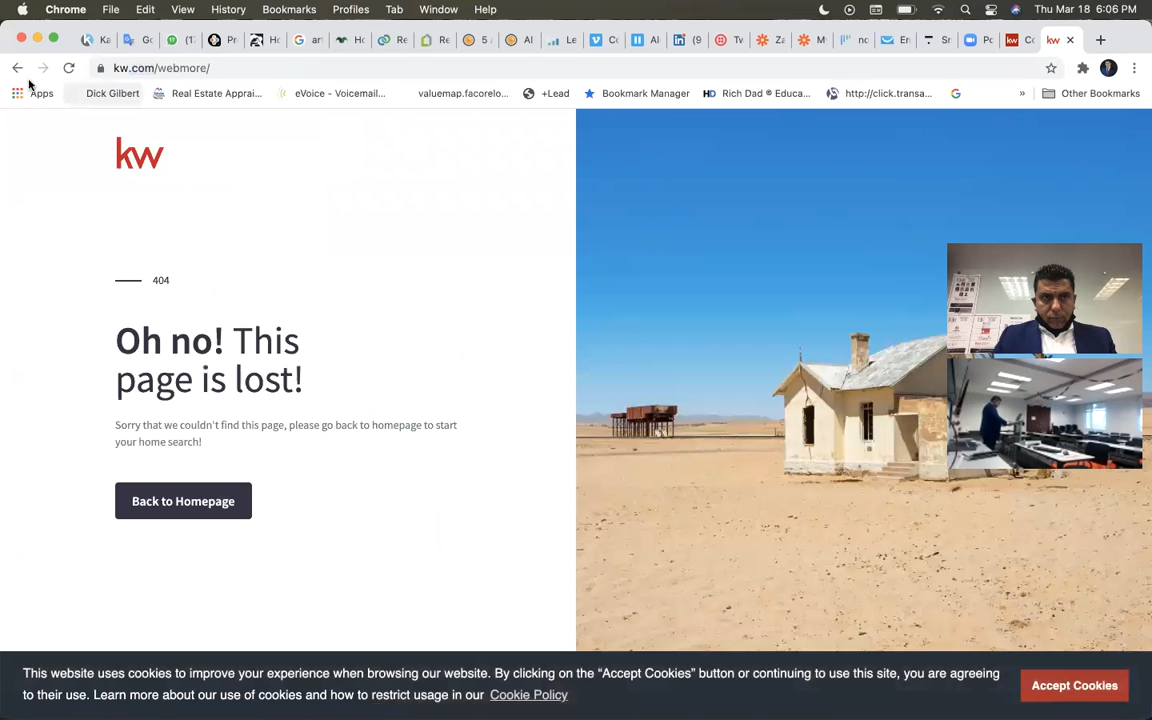 Chrome File Edit View History Bookmarks Profiles Tab Window Help Thu Mar 18 6:06 PM
kw.com/webmore/
Apps Dick Gilbert Real Estate Apprai... eVoice - Voicemail... valuemap.facorelo... +Lead Bookmark Manager Rich Dad ® Educa... http://click.transa... » Other Bookmarks
kw
404
Oh no! This
page is lost!
Sorry that we couldn't find this page, please go back to homepage to start
your home search!
Back to Homepage
This website uses cookies to improve your experience when browsing our website. By clicking on the “Accept Cookies” button or continuing to use this site, you are agreeing
to their use. Learn more about our use of cookies and how to restrict usage in our Cookie Policy
Accept Cookies